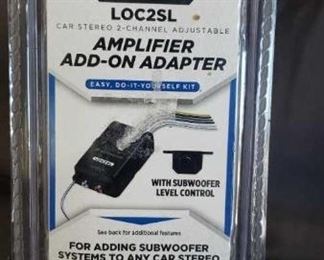 LOC2SL
CAR STEREO 2-CHANNEL ADJUSTABLE
AMPLIFIER
ADD-ON ADAPTER
EASY, DO-IT-YOURSELF KIT
WITH SUBWOOFER
LEVEL CONTROL
See back for additional features
FOR ADDING SUBWOOFER
SYSTEMS TO ANY CAR STEREO